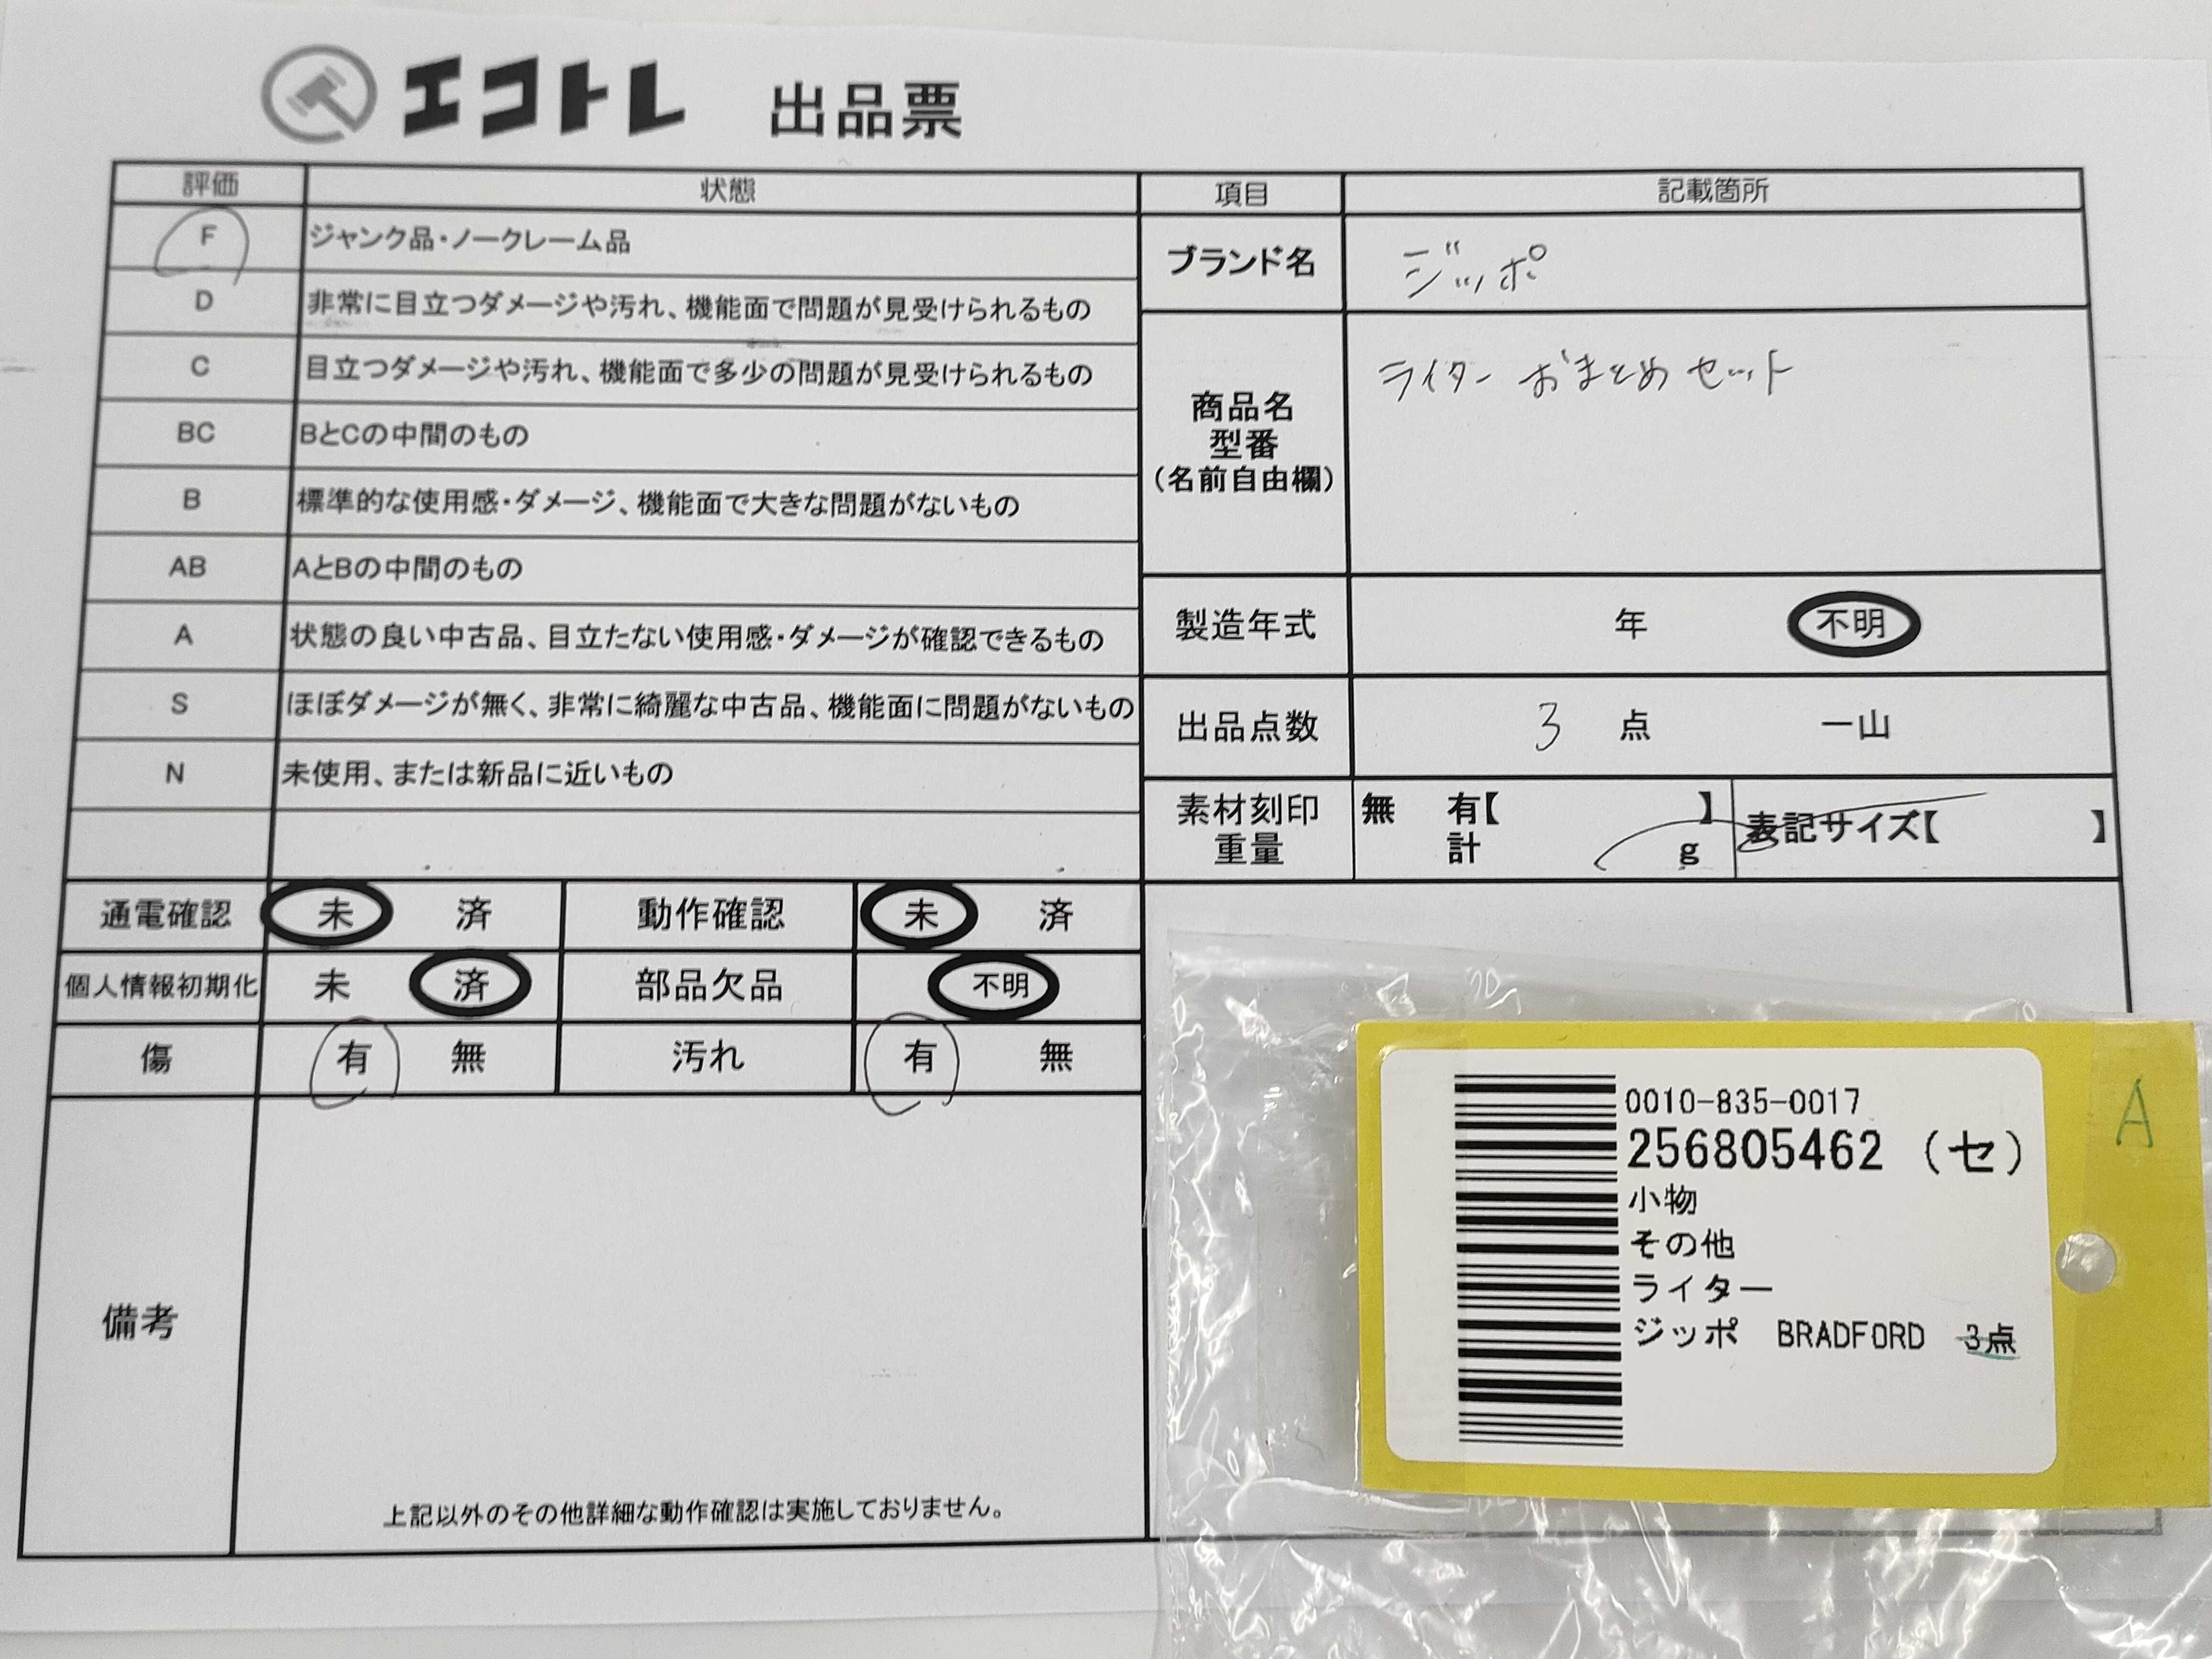 エコトレ 出品票
評価 状態
F ジャンク品・ノークレーム品
D 非常に目立つダメージや汚れ、機能面で問題が見受けられるもの
C 目立つダメージや汚れ、機能面で多少の問題が見受けられるもの
BC BとCの中間のもの
B 標準的な使用感・ダメージ、機能面で大きな問題がないもの
AB AとBの中間のもの
A 状態の良い中古品、目立たない使用感・ダメージが確認できるもの
S ほぼダメージが無く、非常に綺麗な中古品、機能面に問題がないもの
N 未使用、または新品に近いもの
項目 記載箇所
ブランド名 ジッポ
商品名
型番
(名前自由欄)
ライター おまとめセット
製造年式 年 不明
出品点数 3 点 一山
素材刻印 無 有【 】
重量 計 g
表記サイズ【 】
通電確認 未 済 動作確認 未 済
個人情報初期化 未 済 部品欠品 不明
傷 有 無 汚れ 有 無
備考
上記以外のその他詳細な動作確認は実施しておりません。
0010-835-0017
256805462 (セ)
小物
その他
ライター
ジッポ BRADFORD 3点
A